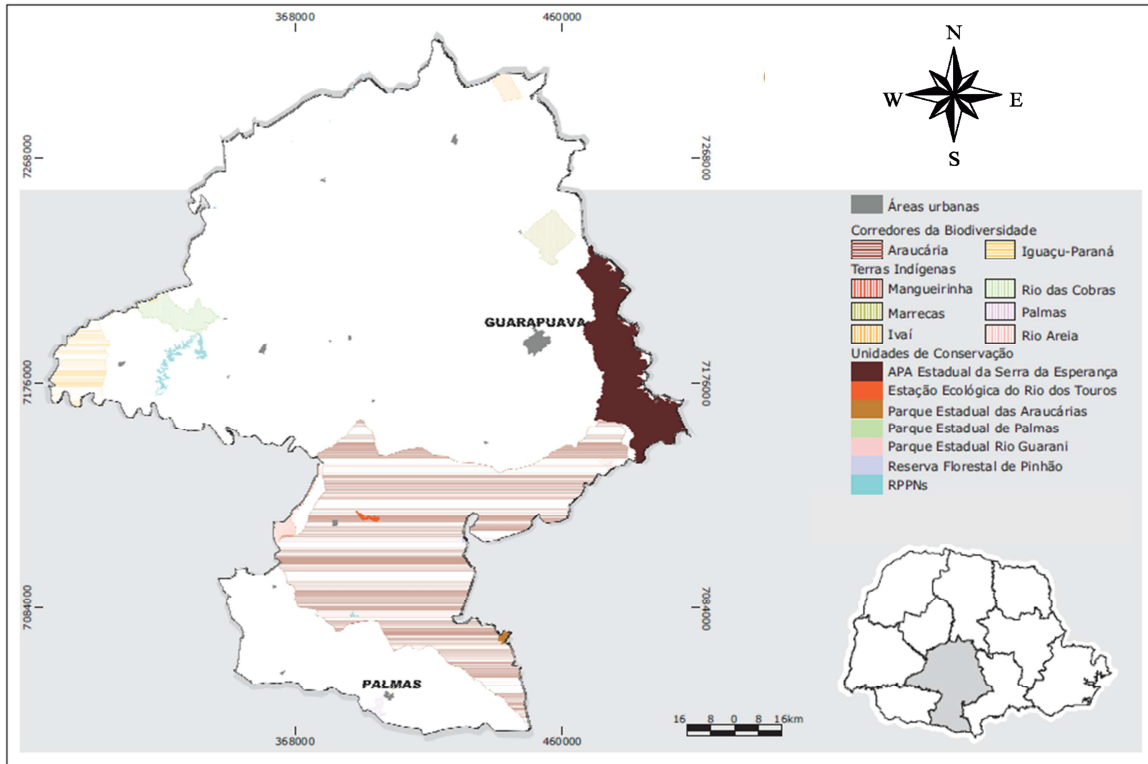 368000 460000
N
W E
S
7268000 7268000
Áreas urbanas
Corredores da Biodiversidade
Araucária Iguaçu-Paraná
Terras Indígenas
Mangueirinha Rio das Cobras
Marrecas Palmas
Ivaí Rio Areia
Unidades de Conservação
APA Estadual da Serra da Esperança
Estação Ecológica do Rio dos Touros
Parque Estadual das Araucárias
Parque Estadual de Palmas
Parque Estadual Rio Guarani
Reserva Florestal de Pinhão
RPPNs
GUARAPUAVA
7176000 7176000
7084000 7084000
PALMAS
16 8 0 8 16km
368000 460000